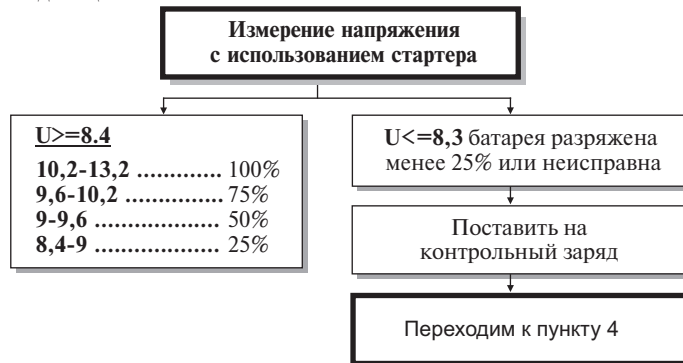 Измерение напряжения
с использованием стартера
U>=8.4
10,2-13,2 ............. 100%
9,6-10,2 ............... 75%
9-9,6 .................... 50%
8,4-9 .................... 25%
U<=8,3 батарея разряжена
менее 25% или неисправна
Поставить на
контрольный заряд
Переходим к пункту 4